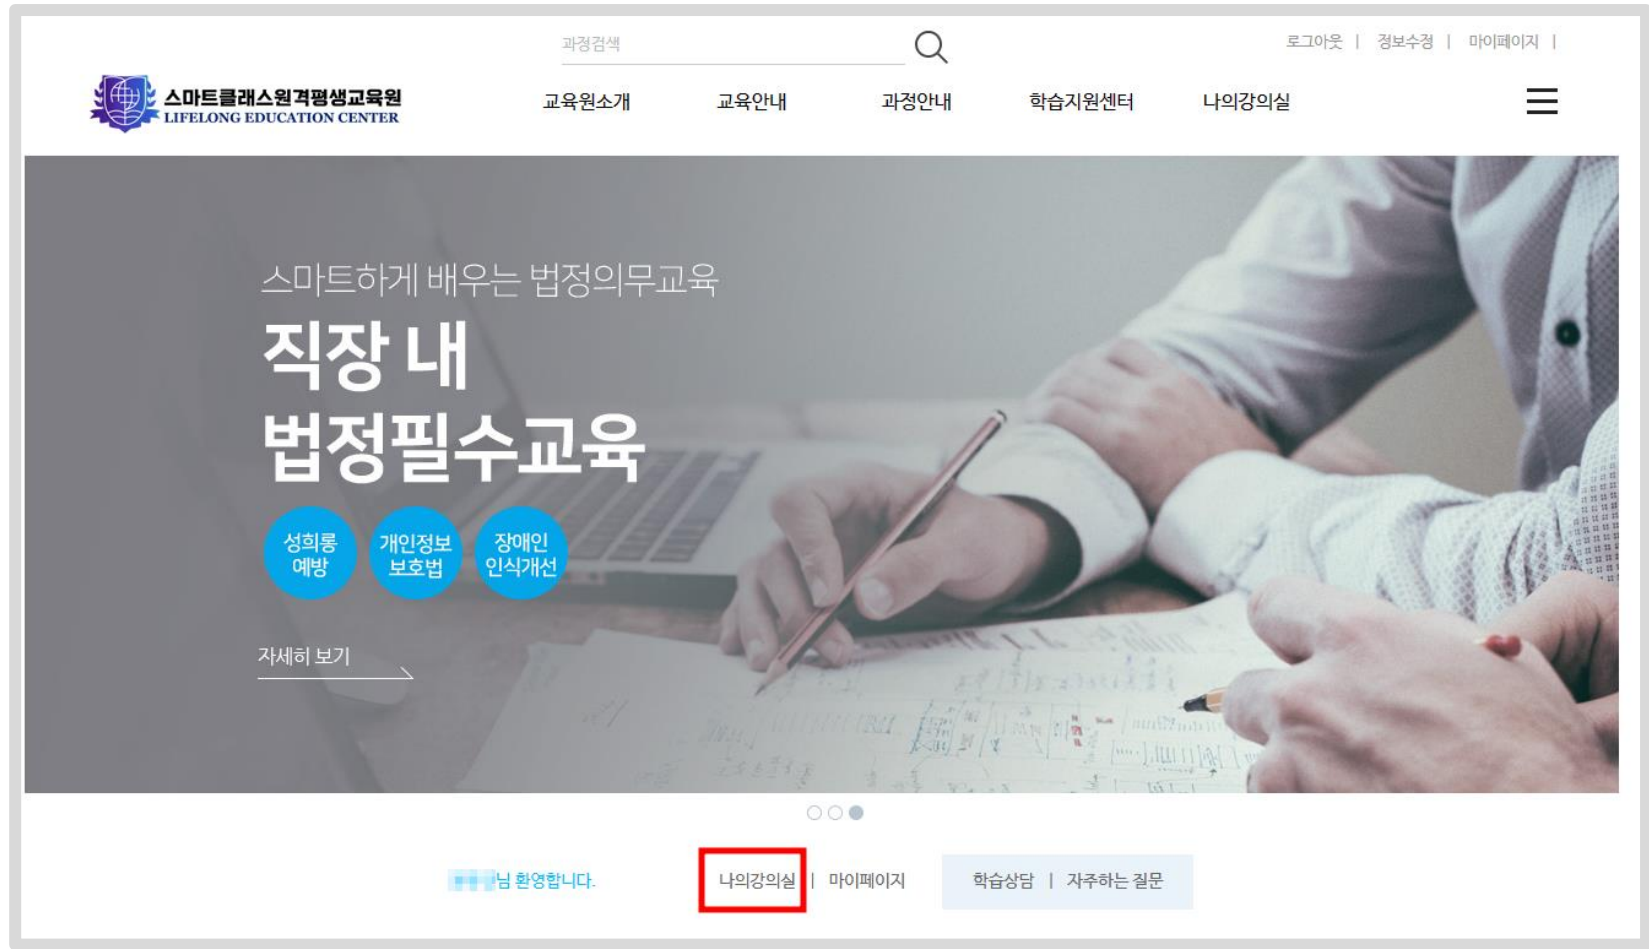 과정검색
로그아웃 | 정보수정 | 마이페이지 |
스마트클래스원격평생교육원
LIFELONG EDUCATION CENTER
교육원소개 교육안내 과정안내 학습지원센터 나의강의실
스마트하게 배우는 법정의무교육
직장 내
법정필수교육
성희롱
예방
개인정보
보호법
장애인
인식개선
자세히 보기
님 환영합니다.
나의강의실 | 마이페이지
학습상담 | 자주하는 질문